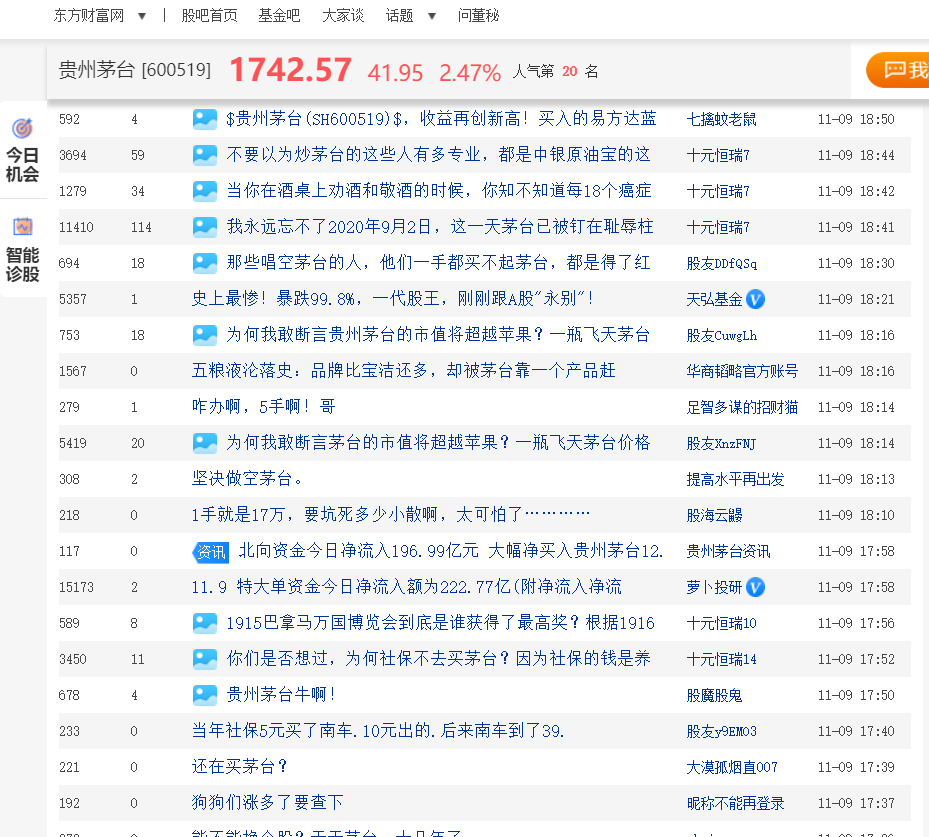 东方财富网 ▼ | 股吧首页 基金吧 大家谈 话题 ▼ 问董秘
贵州茅台 [600519] 1742.57 41.95 2.47% 人气第 20 名
我
今日
机会
智能
诊股
592 4 $贵州茅台(SH600519)$，收益再创新高！买入的易方达蓝 七擒蚊老鼠 11-09 18:50
3694 59 不要以为炒茅台的这些人有多专业，都是中银原油宝的这 十元恒瑞7 11-09 18:44
1279 34 当你在酒桌上劝酒和敬酒的时候，你知不知道每18个癌症 十元恒瑞7 11-09 18:42
11410 114 我永远忘不了2020年9月2日，这一天茅台已被钉在耻辱柱 十元恒瑞7 11-09 18:41
694 18 那些唱空茅台的人，他们一手都买不起茅台，都是得了红 股友DDfQSq 11-09 18:30
5357 1 史上最惨！暴跌99.8%，一代股王，刚刚跟A股"永别"！ 天弘基金 V 11-09 18:21
753 18 为何我敢断言贵州茅台的市值将超越苹果？一瓶飞天茅台 股友CuwgLh 11-09 18:16
1567 0 五粮液沦落史：品牌比宝洁还多，却被茅台靠一个产品赶 华商韬略官方账号 11-09 18:16
279 1 咋办啊，5手啊！哥 足智多谋的招财猫 11-09 18:14
5419 20 为何我敢断言茅台的市值将超越苹果？一瓶飞天茅台价格 股友XnzFNJ 11-09 18:14
308 2 坚决做空茅台。 提高水平再出发 11-09 18:13
218 0 1手就是17万，要坑死多少小散啊，太可怕了………… 股海云 11-09 18:10
117 0 资讯 北向资金今日净流入196.99亿元 大幅净买入贵州茅台12. 贵州茅台资讯 11-09 17:58
15173 2 11.9 特大单资金今日净流入额为222.77亿(附净流入净流 萝卜投研 V 11-09 17:58
589 8 1915巴拿马万国博览会到底是谁获得了最高奖？根据1916 十元恒瑞10 11-09 17:56
3450 11 你们是否想过，为何社保不去买茅台？因为社保的钱是养 十元恒瑞14 11-09 17:52
678 4 贵州茅台牛啊！ 股魔股鬼 11-09 17:50
233 0 当年社保5元买了南车.10元出的.后来南车到了39. 股友y9EMO3 11-09 17:40
221 0 还在买茅台？ 大漠孤烟直007 11-09 17:39
192 0 狗狗们涨多了要查下 昵称不能再登录 11-09 17:37